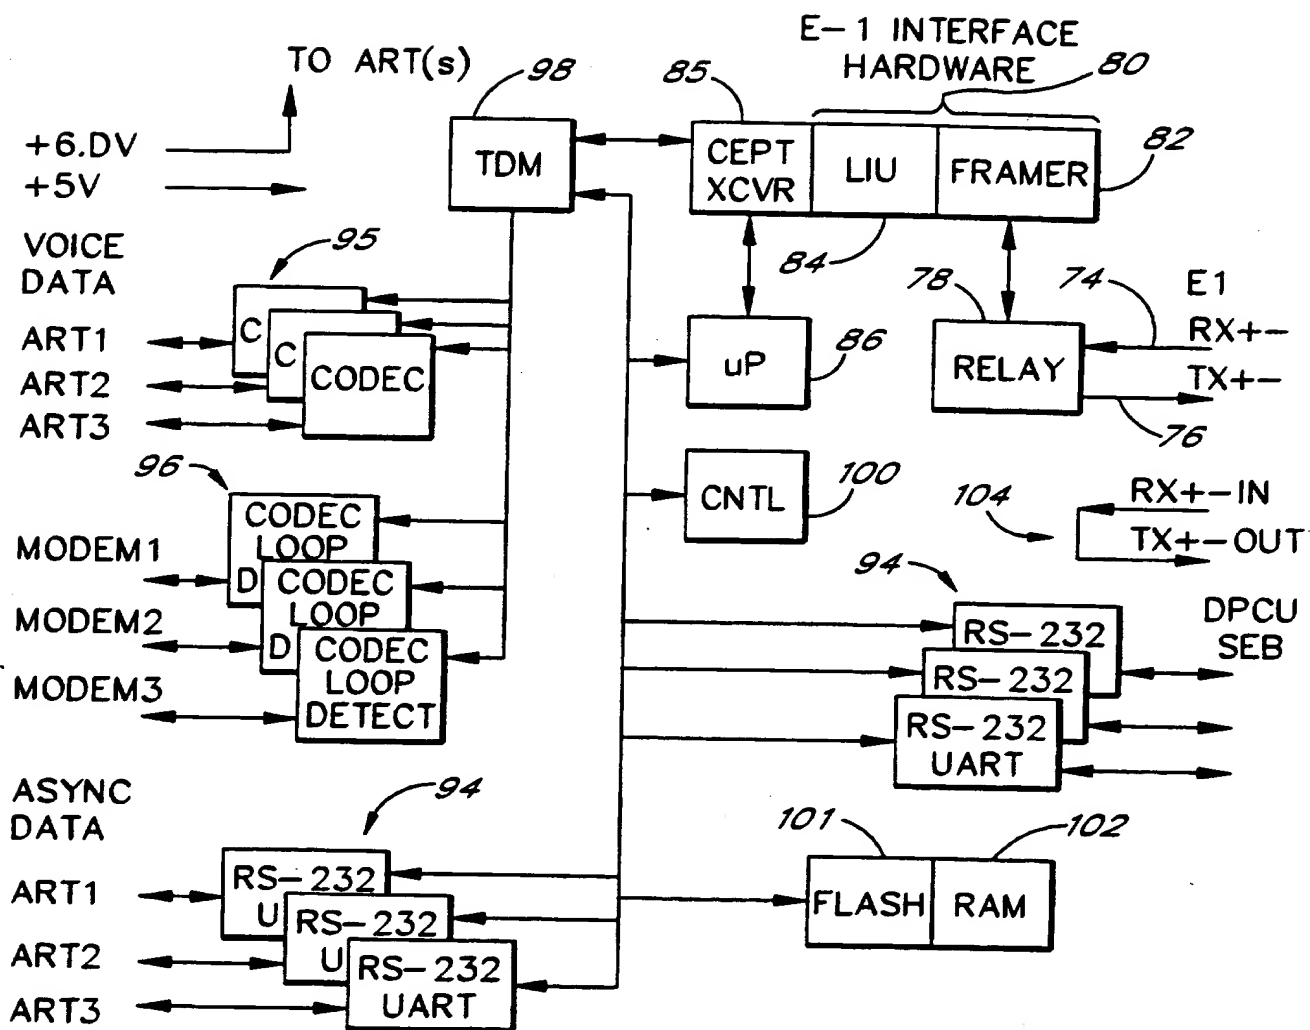 E-1 INTERFACE
HARDWARE
80
TO ART(s)
98
85
+6.DV
+5V
TDM
CEPT
XCVR
LIU
FRAMER
82
84
VOICE
DATA
95
ART1
ART2
ART3
C
C
CODEC
uP
86
78
74
E1
RX+-
TX+-
RELAY
76
96
CODEC
LOOP
D
CODEC
LOOP
D
CODEC
LOOP
DETECT
MODEM1
MODEM2
MODEM3
CNTL
100
104
RX+-IN
TX+-OUT
94
RS-232
RS-232
RS-232
UART
DPCU
SEB
ASYNC
DATA
94
ART1
ART2
ART3
RS-232
U
RS-232
U
RS-232
UART
101
102
FLASH
RAM